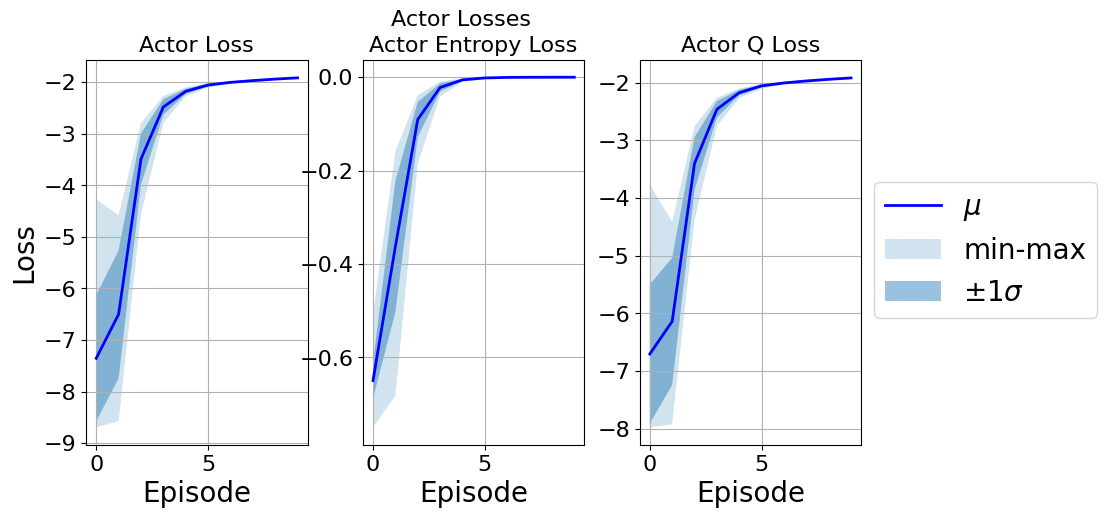 Actor Losses
Actor Loss
Actor Entropy Loss
Actor Q Loss
Loss
−2
−3
−4
−5
−6
−7
−8
−9
0
5
Episode
0.0
−0.2
−0.4
−0.6
0
5
Episode
−2
−3
−4
−5
−6
−7
−8
0
5
Episode
μ
min-max
±1σ